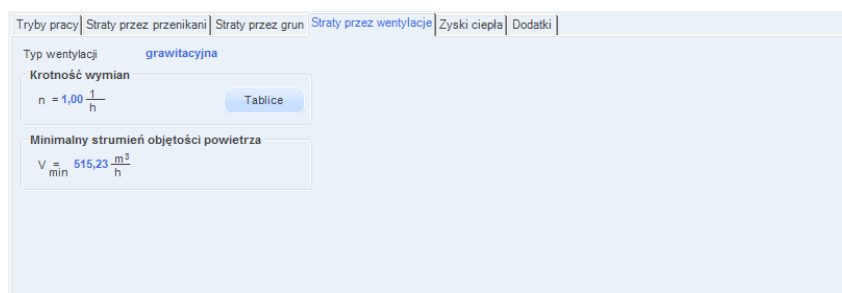 Tryby pracy Straty przez przenikani Straty przez grun Straty przez wentylacje Zyski ciepła Dodatki
Typ wentylacji grawitacyjna
Krotność wymian
n = 1,00 1/h Tablice
Minimalny strumień objętości powietrza
V min = 515,23 m³/h